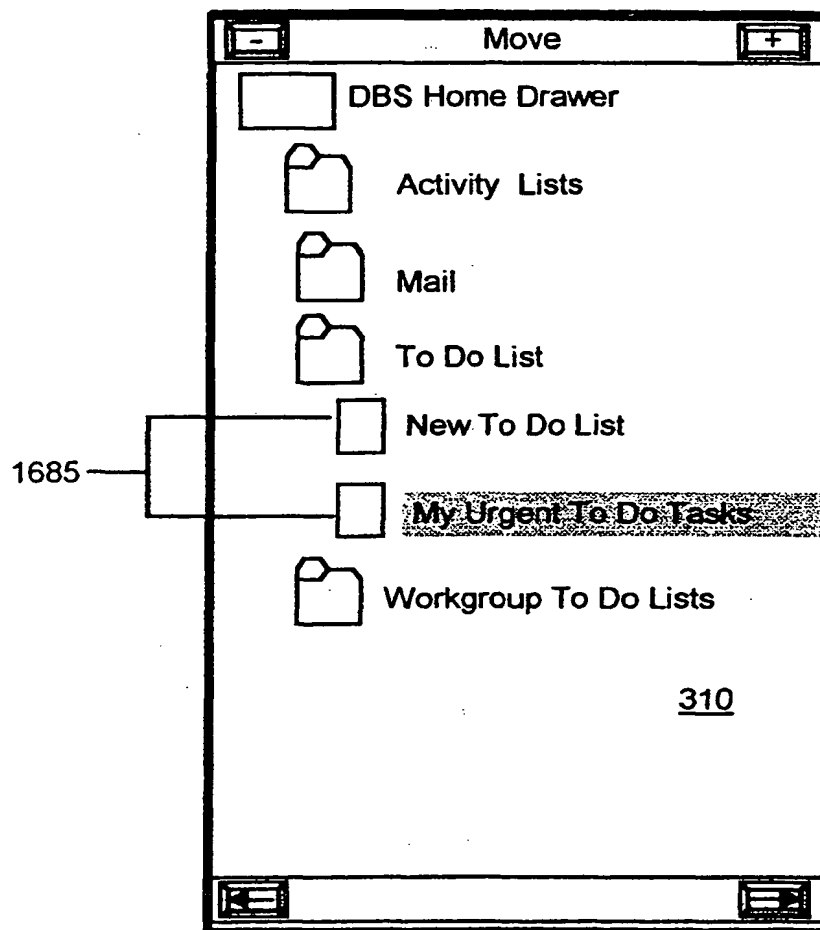 - Move +
DBS Home Drawer
Activity Lists
Mail
To Do List
New To Do List
1685
My Urgent To Do Tasks
Workgroup To Do Lists
310